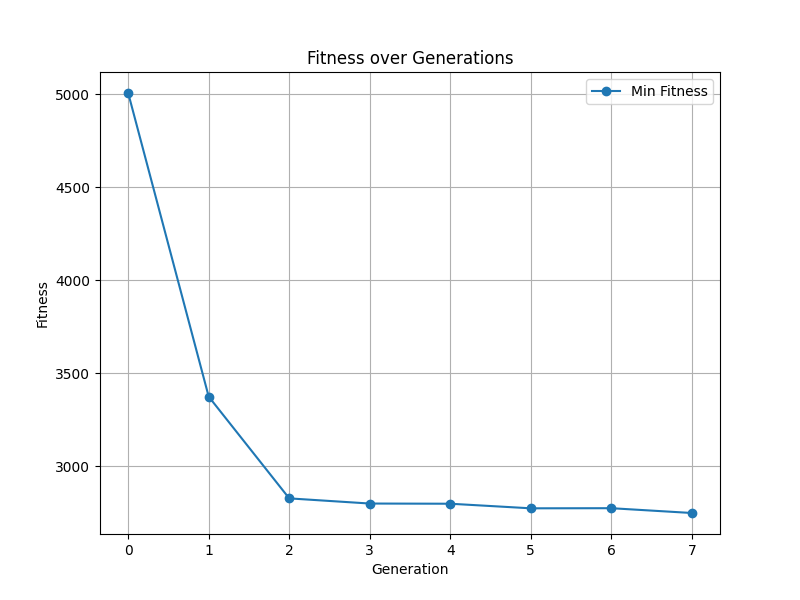 Fitness over Generations
Min Fitness
5000
4500
4000
3500
3000
Fitness
0 1 2 3 4 5 6 7
Generation